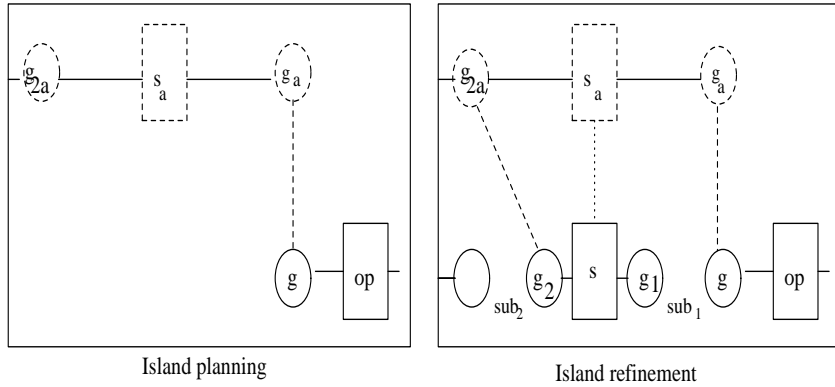 g2a
sa
ga
g
op
Island planning
g2a
sa
ga
g2
s
g1
g
op
sub2
sub1
Island refinement